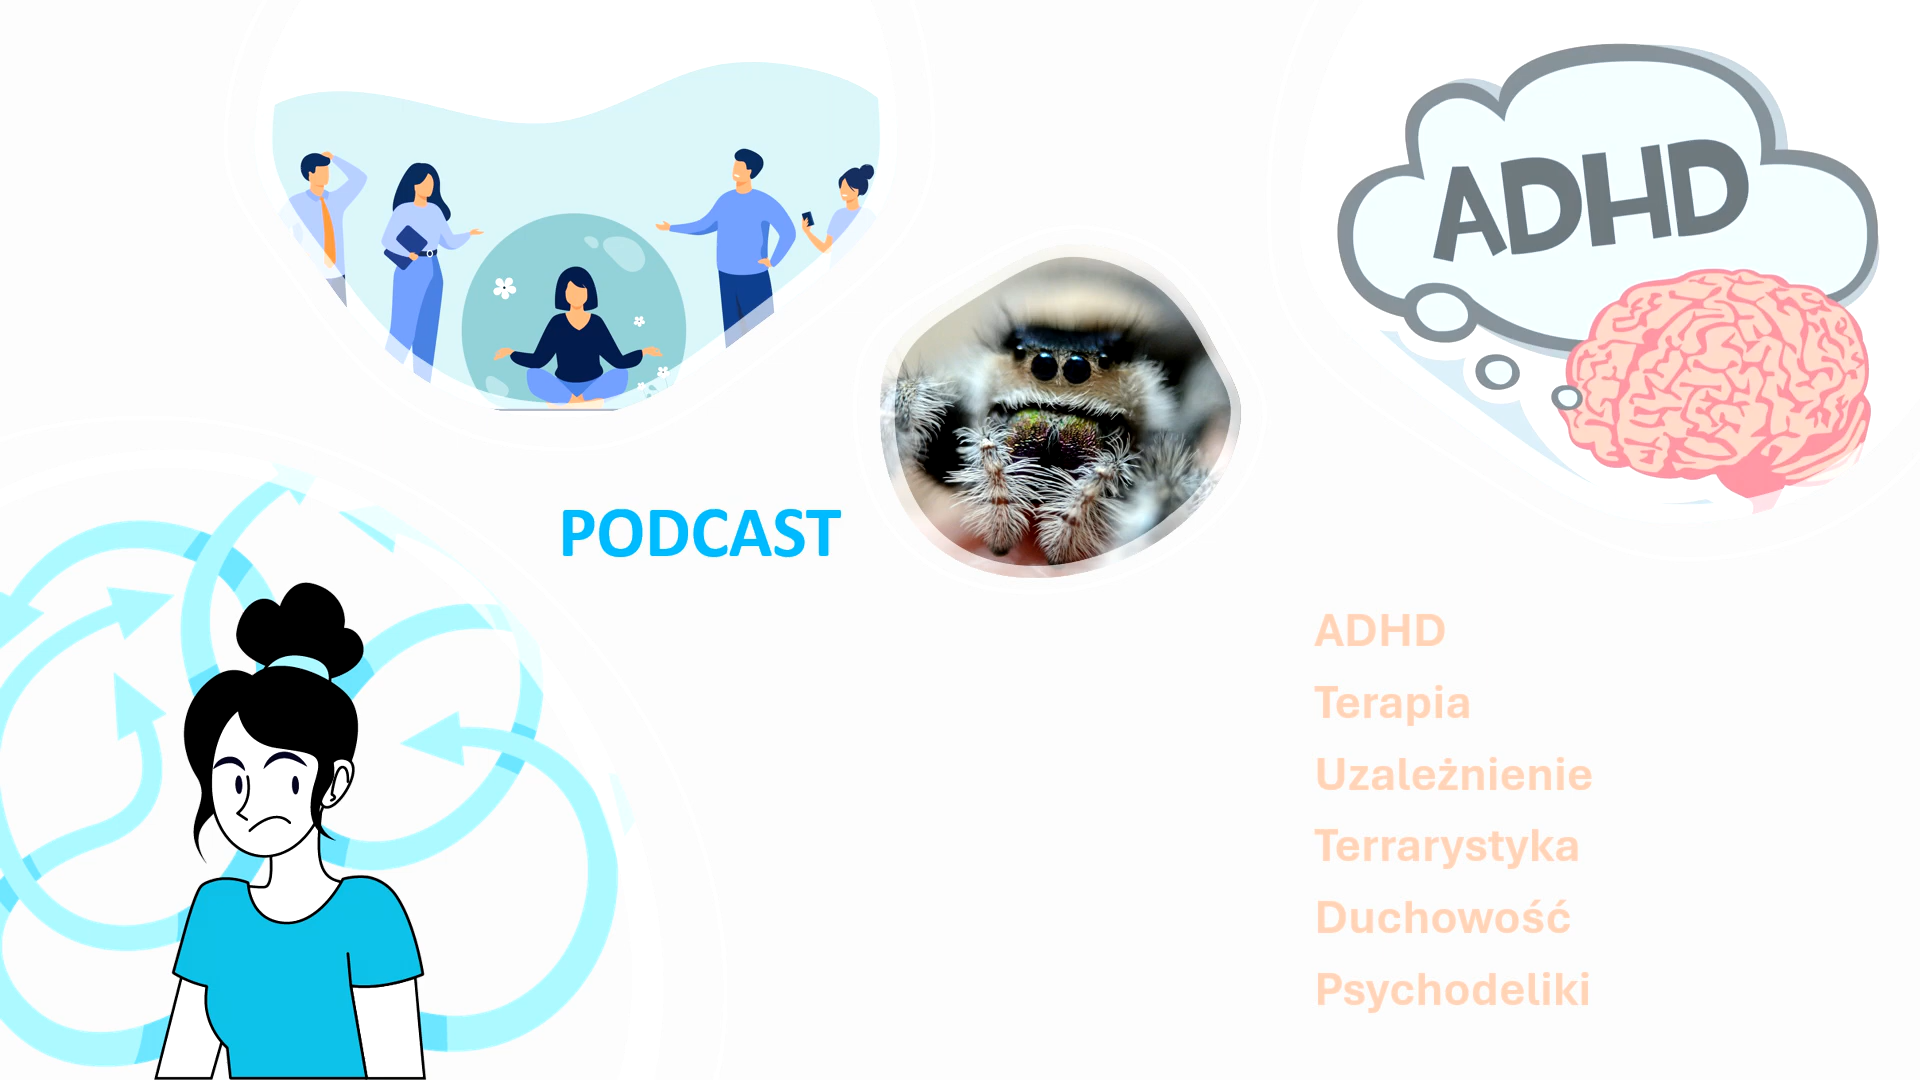 ADHD
PODCAST
ADHD
Terapia
Uzależnienie
Terrarystyka
Duchowość
Psychodeliki